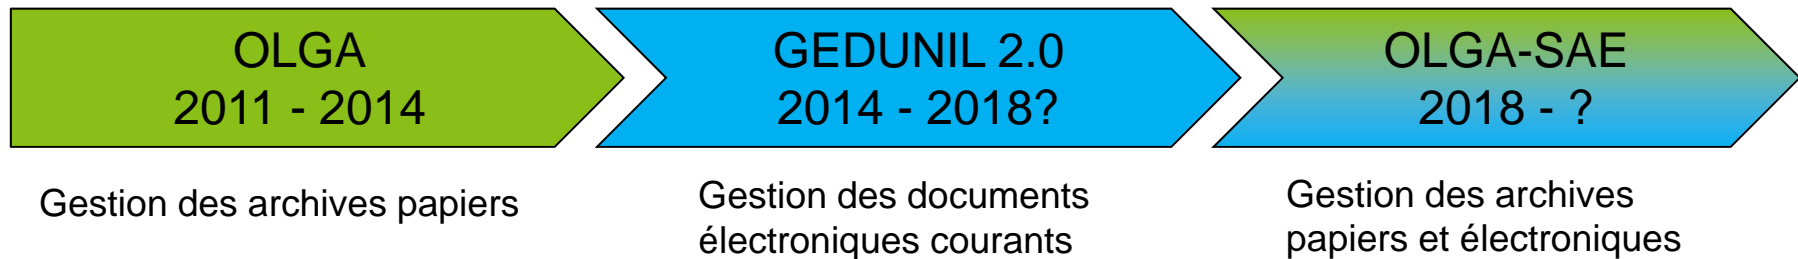 OLGA
2011 - 2014
GEDUNIL 2.0
2014 - 2018?
OLGA-SAE
2018 - ?
Gestion des archives papiers
Gestion des documents
électroniques courants
Gestion des archives
papiers et électroniques